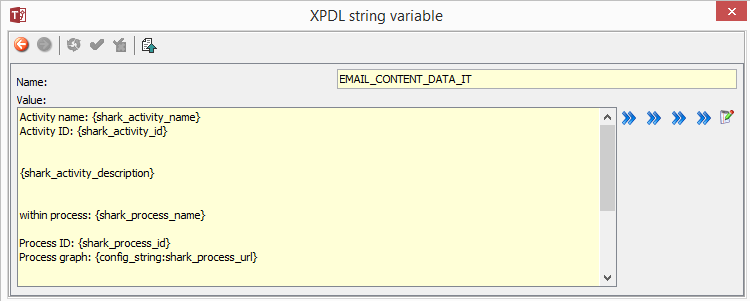 XPDL string variable
Name:
EMAIL_CONTENT_DATA_IT
Value:
Activity name: {shark_activity_name}
Activity ID: {shark_activity_id}
{shark_activity_description}
within process: {shark_process_name}
Process ID: {shark_process_id}
Process graph: {config_string:shark_process_url}